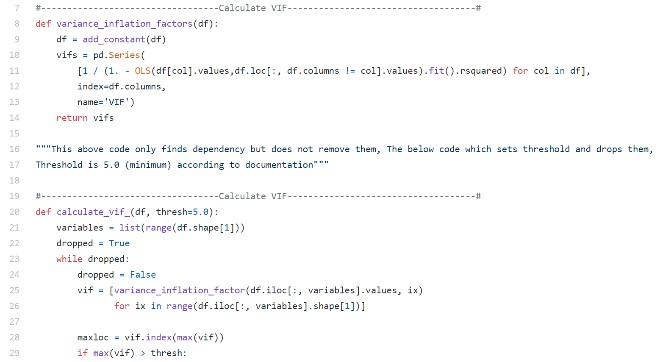 7 #----------------------------------Calculate VIF------------------------------------#
8 def variance_inflation_factors(df):
9 df = add_constant(df)
10 vifs = pd.Series(
11 [1 / (1. - OLS(df[col].values,df.loc[:, df.columns != col].values).fit().rsquared) for col in df],
12 index=df.columns,
13 name='VIF')
14 return vifs
15
16 """This above code only finds dependency but does not remove them, The below code which sets threshold and drops them,
17 Threshold is 5.0 (minimum) according to documentation"""
18
19 #----------------------------------Calculate VIF------------------------------------#
20 def calculate_vif_(df, thresh=5.0):
21 variables = list(range(df.shape[1]))
22 dropped = True
23 while dropped:
24 dropped = False
25 vif = [variance_inflation_factor(df.iloc[:, variables].values, ix)
26 for ix in range(df.iloc[:, variables].shape[1])]
27
28 maxloc = vif.index(max(vif))
29 if max(vif) > thresh: